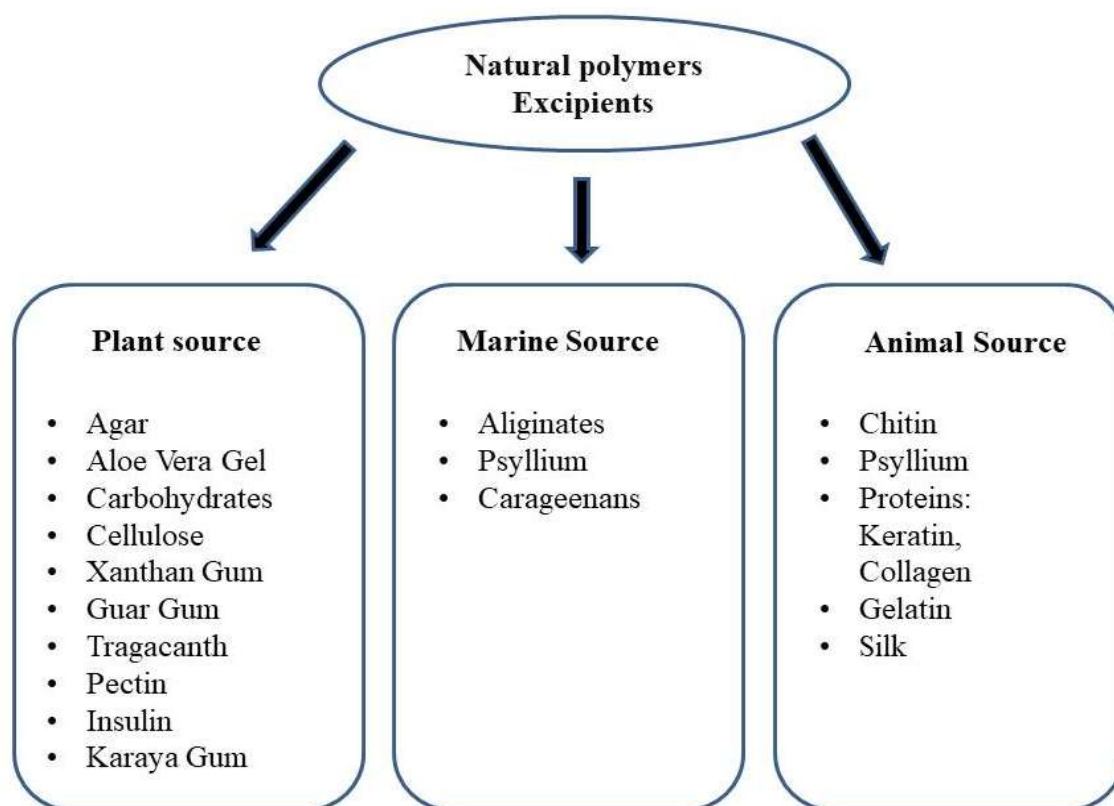 Natural polymers
Excipients
Plant source
• Agar
• Aloe Vera Gel
• Carbohydrates
• Cellulose
• Xanthan Gum
• Guar Gum
• Tragacanth
• Pectin
• Insulin
• Karaya Gum
Marine Source
• Aliginates
• Psyllium
• Carageenans
Animal Source
• Chitin
• Psyllium
• Proteins:
Keratin,
Collagen
• Gelatin
• Silk